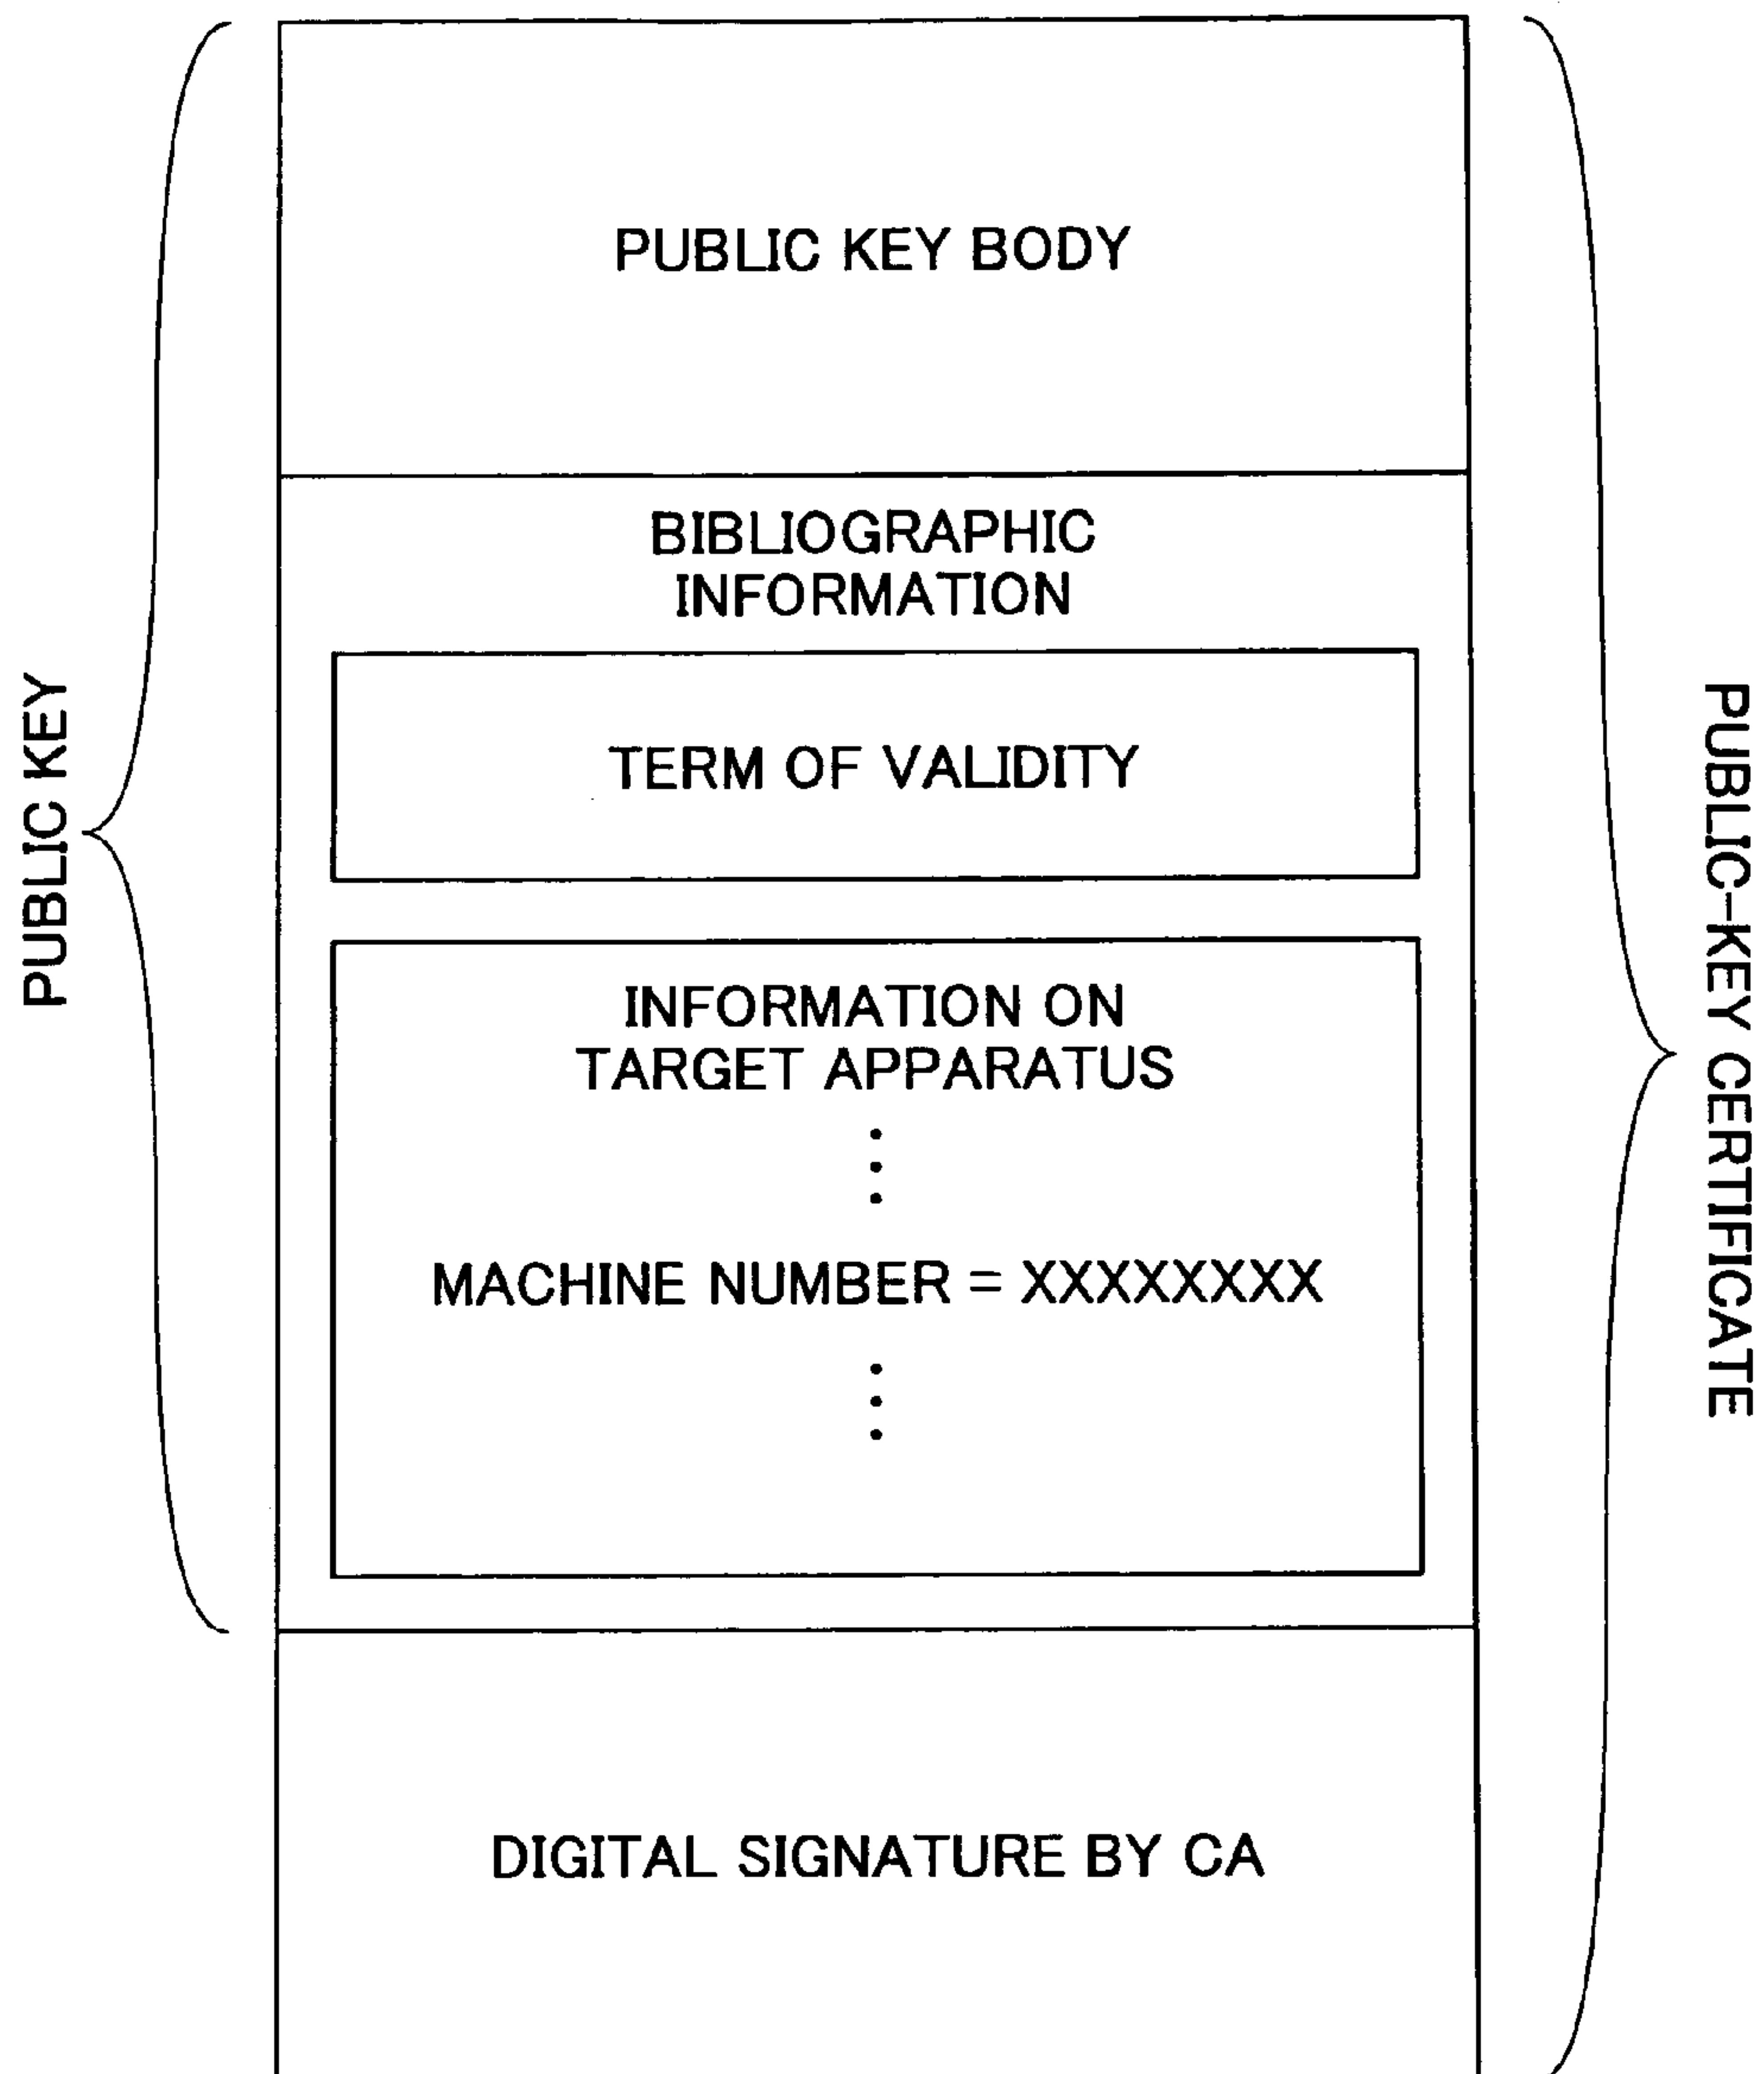 PUBLIC KEY BODY
BIBLIOGRAPHIC
INFORMATION
TERM OF VALIDITY
INFORMATION ON
TARGET APPARATUS
MACHINE NUMBER = XXXXXXXX
DIGITAL SIGNATURE BY CA
PUBLIC KEY
PUBLIC-KEY CERTIFICATE